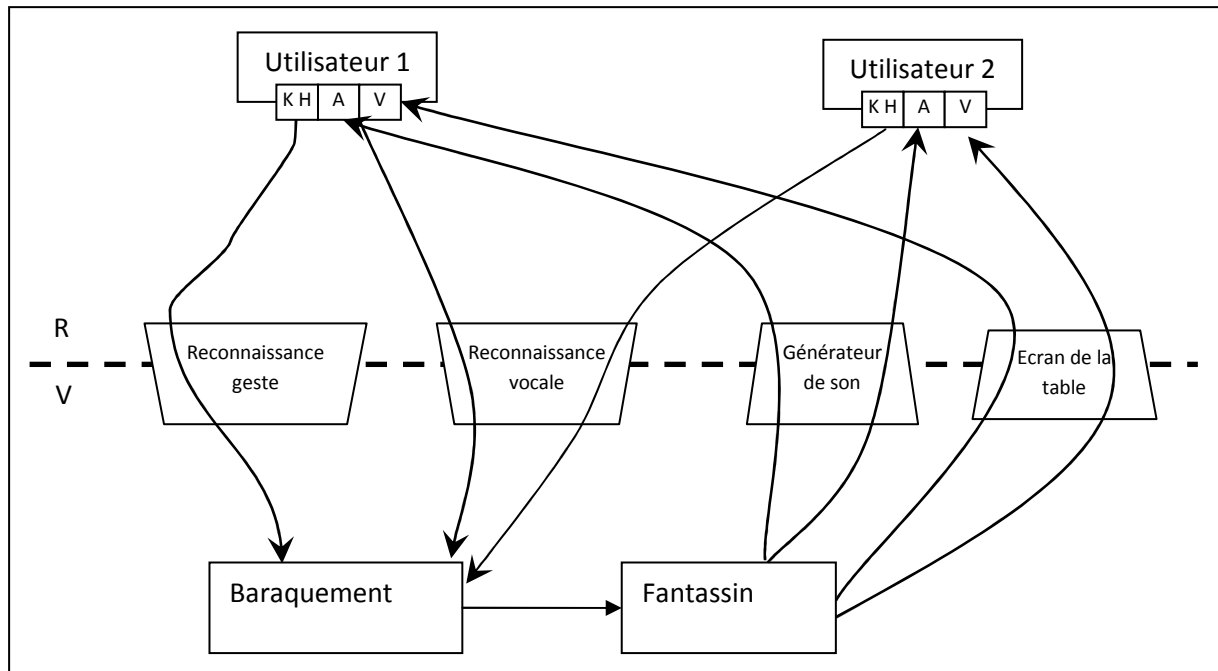 Utilisateur 1
K H A V
Utilisateur 2
K H A V
R
Reconnaissance
geste
Reconnaissance
vocale
Générateur
de son
Ecran de la
table
V
Baraquement
Fantassin